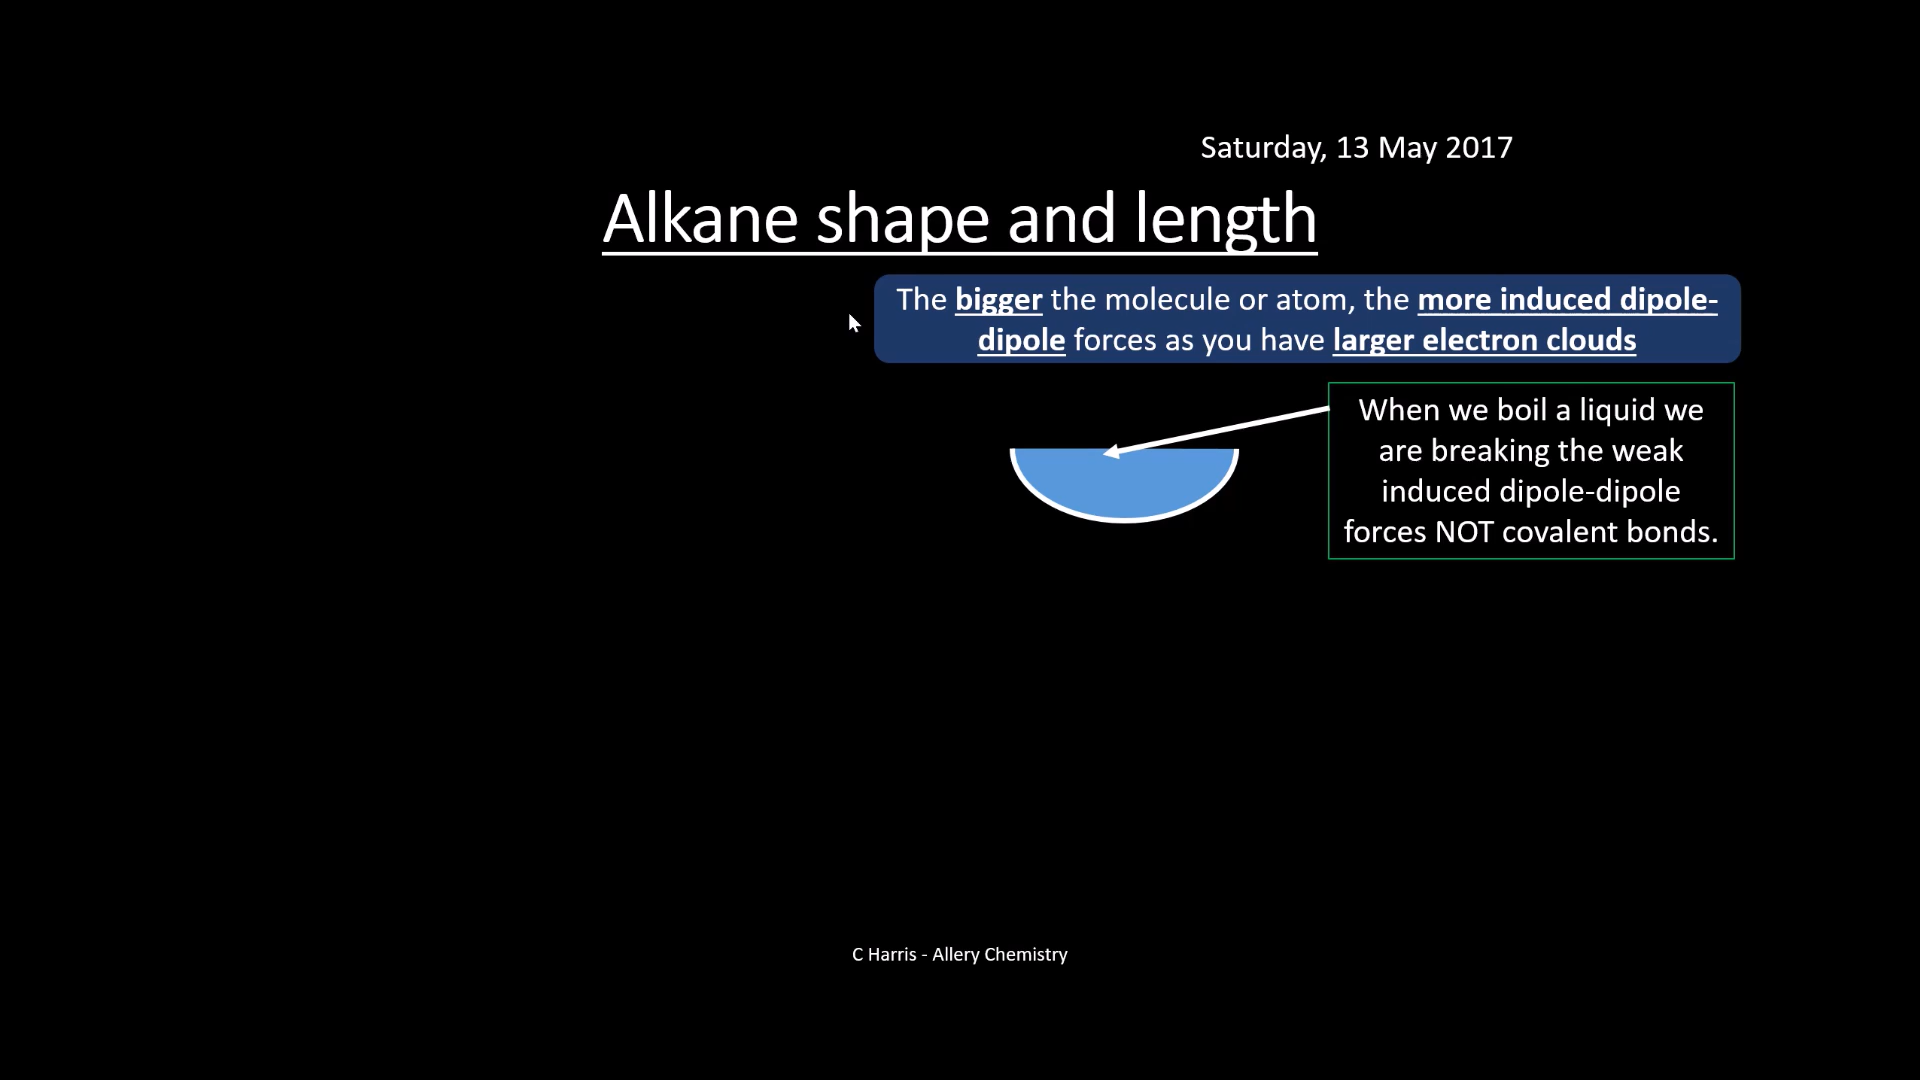 Saturday, 13 May 2017
Alkane shape and length
The bigger the molecule or atom, the more induced dipole-
dipole forces as you have larger electron clouds
When we boil a liquid we
are breaking the weak
induced dipole-dipole
forces NOT covalent bonds.
C Harris - Allery Chemistry